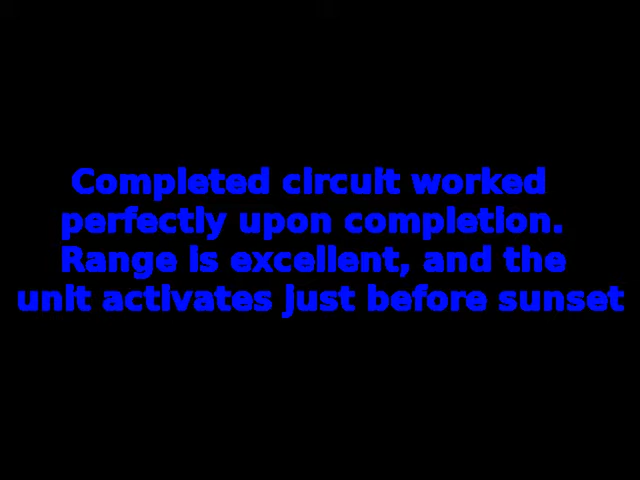 Completed circuit worked
perfectly upon completion.
Range is excellent, and the
unit activates just before sunset